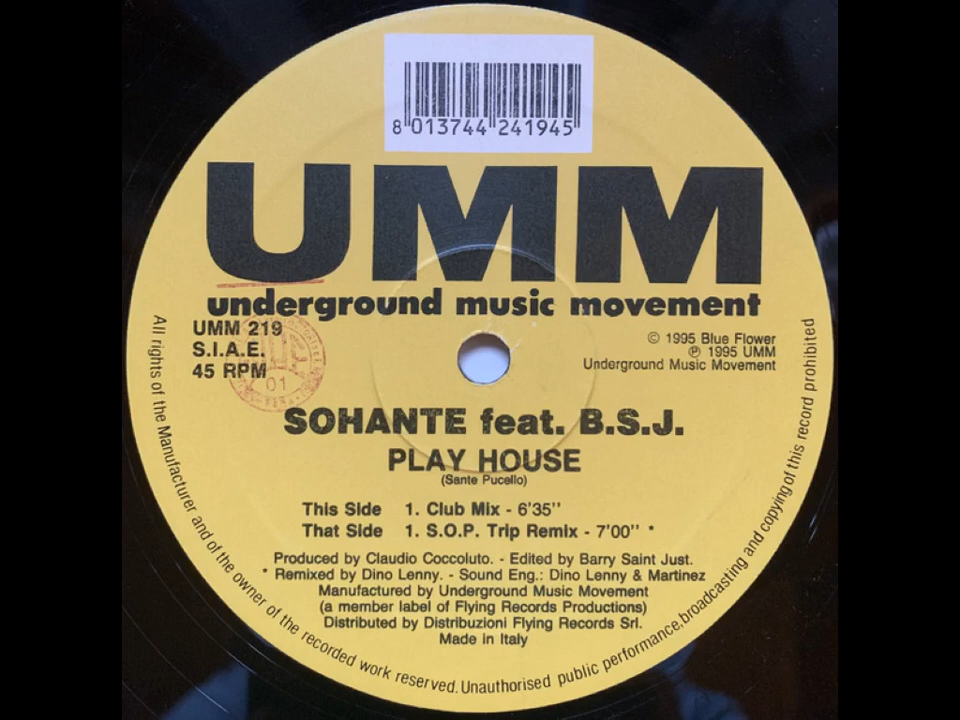 8 013744 241945
UMM
underground music movement
UMM 219
S.I.A.E.
45 RPM
01
© 1995 Blue Flower
℗ 1995 UMM
Underground Music Movement
SOHANTE feat. B.S.J.
PLAY HOUSE
(Sante Pucello)
This Side 1. Club Mix - 6'35''
That Side 1. S.O.P. Trip Remix - 7'00'' *
Produced by Claudio Coccoluto. - Edited by Barry Saint Just.
* Remixed by Dino Lenny. - Sound Eng.: Dino Lenny & Martinez
Manufactured by Underground Music Movement
(a member label of Flying Records Productions)
Distributed by Distribuzioni Flying Records Srl.
Made in Italy
All rights of the Manufacturer and of the owner of the recorded work reserved. Unauthorised public performance, broadcasting and copying of this record prohibited